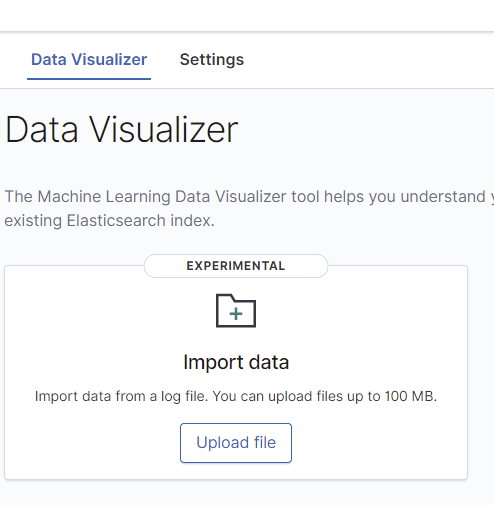 Data Visualizer Settings
Data Visualizer
The Machine Learning Data Visualizer tool helps you understand
existing Elasticsearch index.
EXPERIMENTAL
Import data
Import data from a log file. You can upload files up to 100 MB.
Upload file